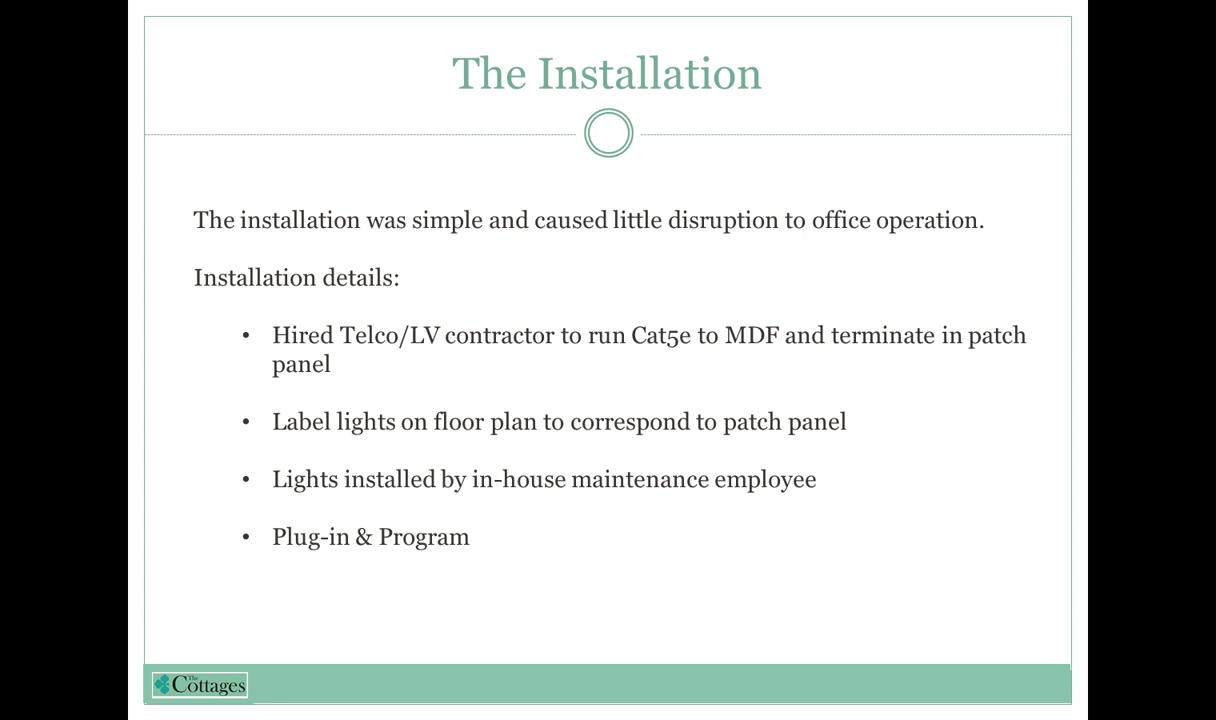 The Installation
The installation was simple and caused little disruption to office operation.
Installation details:
• Hired Telco/LV contractor to run Cat5e to MDF and terminate in patch
panel
• Label lights on floor plan to correspond to patch panel
• Lights installed by in-house maintenance employee
• Plug-in & Program
The
Cottages